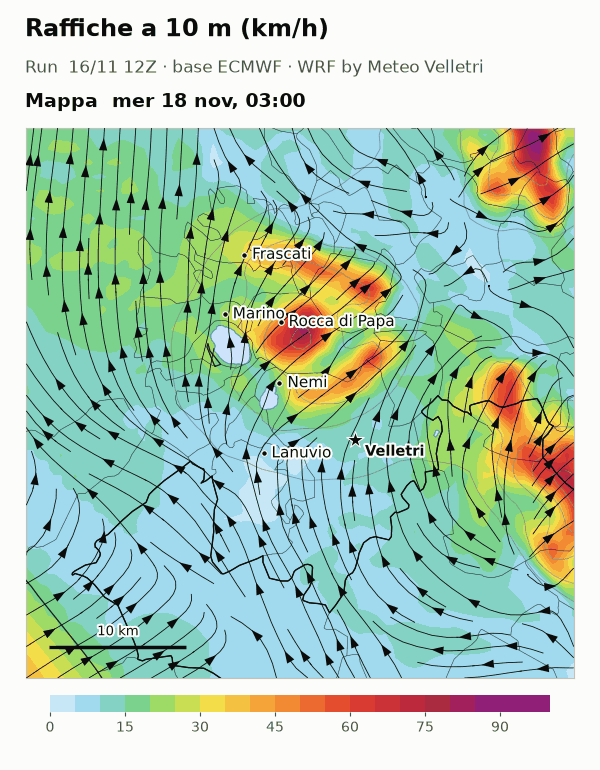 Raffiche a 10 m (km/h)
Run  16/11 12Z · base ECMWF · WRF by Meteo Velletri
Mappa  mer 18 nov, 03:00
Frascati
Marino
Rocca di Papa
Nemi
Lanuvio
Velletri
10 km
0 15 30 45 60 75 90